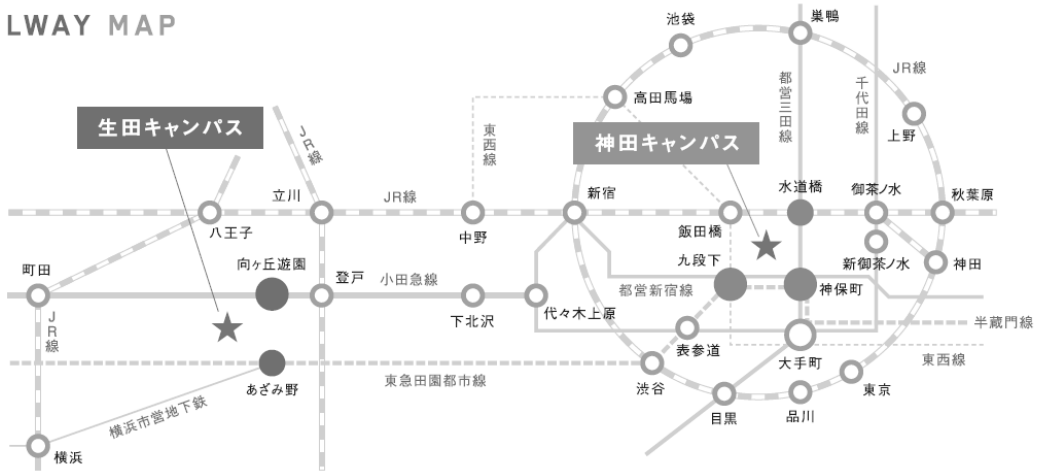 LWAY MAP
池袋
巣鴨
都営三田線
千代田線
JR線
高田馬場
上野
生田キャンパス
JR線
東西線
神田キャンパス
立川
JR線
新宿
水道橋
御茶ノ水
秋葉原
八王子
中野
飯田橋
町田
向ヶ丘遊園
九段下
新御茶ノ水
神田
登戸
小田急線
都営新宿線
神保町
JR線
下北沢
代々木上原
半蔵門線
表参道
大手町
東西線
あざみ野
東急田園都市線
渋谷
東京
横浜市営地下鉄
目黒
品川
横浜